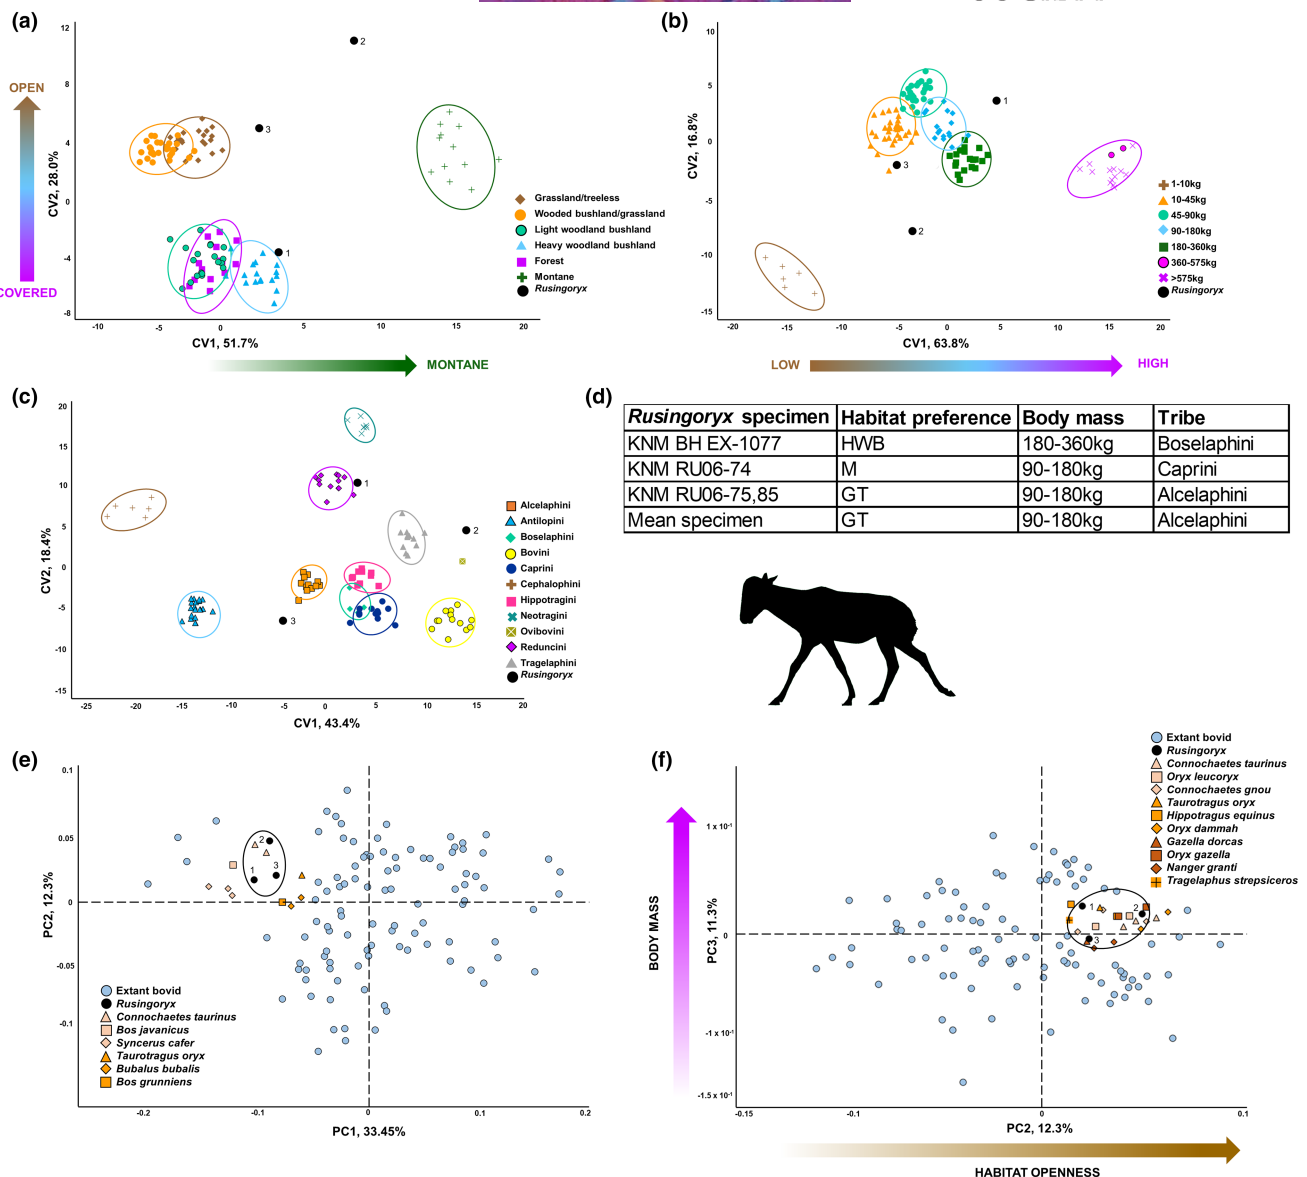 (a)
12
8
4
0
-4
-8
-10
-5
0
5
10
15
20
OPEN
COVERED
CV2, 28.0%
CV1, 51.7%
MONTANE
1
2
3
Grassland/treeless
Wooded bushland/grassland
Light woodland bushland
Heavy woodland bushland
Forest
Montane
Rusingoryx
(b)
10
5
0
-5
-10
-15
-20
-15
-10
-5
0
5
10
15
20
CV2, 16.8%
CV1, 63.8%
LOW
HIGH
1
2
3
1-10kg
10-45kg
45-90kg
90-180kg
180-360kg
360-575kg
>575kg
Rusingoryx
(c)
20
15
10
5
0
-5
-10
-15
-25
-20
-15
-10
-5
0
5
10
15
20
CV2, 18.4%
CV1, 43.4%
1
2
3
Alcelaphini
Antilopini
Boselaphini
Bovini
Caprini
Cephalophini
Hippotragini
Neotragini
Ovibovini
Reduncini
Tragelaphini
Rusingoryx
(d)
Rusingoryx specimen Habitat preference Body mass Tribe
KNM BH EX-1077 HWB 180-360kg Boselaphini
KNM RU06-74 M 90-180kg Caprini
KNM RU06-75,85 GT 90-180kg Alcelaphini
Mean specimen GT 90-180kg Alcelaphini
(e)
0.1
0.05
0
-0.05
-0.1
-0.2
-0.1
0
0.1
0.2
PC2, 12.3%
PC1, 33.45%
2
3
1
Extant bovid
Rusingoryx
Connochaetes taurinus
Bos javanicus
Syncerus cafer
Taurotragus oryx
Bubalus bubalis
Bos grunniens
(f)
BODY MASS
PC3, 11.3%
1 x 10-1
0
-1 x 10-1
-1.5 x 10-1
-0.15
-0.1
0
0.1
PC2, 12.3%
HABITAT OPENNESS
1
2
3
Extant bovid
Rusingoryx
Connochaetes taurinus
Oryx leucoryx
Connochaetes gnou
Taurotragus oryx
Hippotragus equinus
Oryx dammah
Gazella dorcas
Oryx gazella
Nanger granti
Tragelaphus strepsiceros